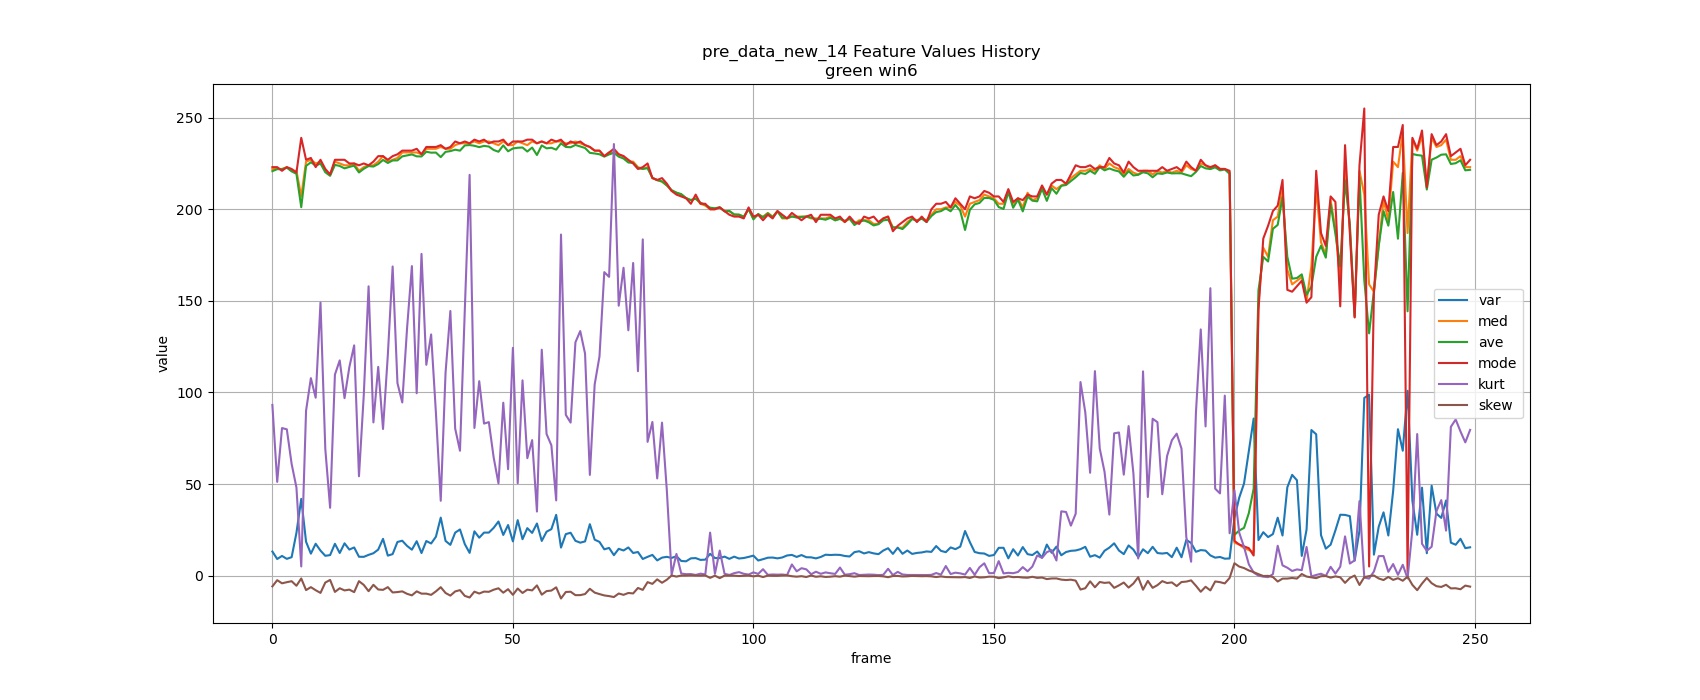 pre_data_new_14 Feature Values History
green win6
value
250
200
150
100
50
0
0
50
100
150
200
250
frame
var
med
ave
mode
kurt
skew